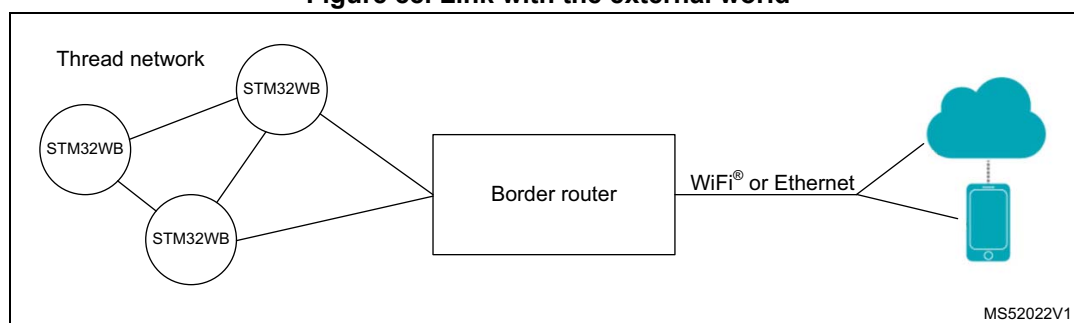 Figure Link with the external world
Thread network
STM32WB
STM32WB
STM32WB
Border router
WiFi® or Ethernet
MS52022V1